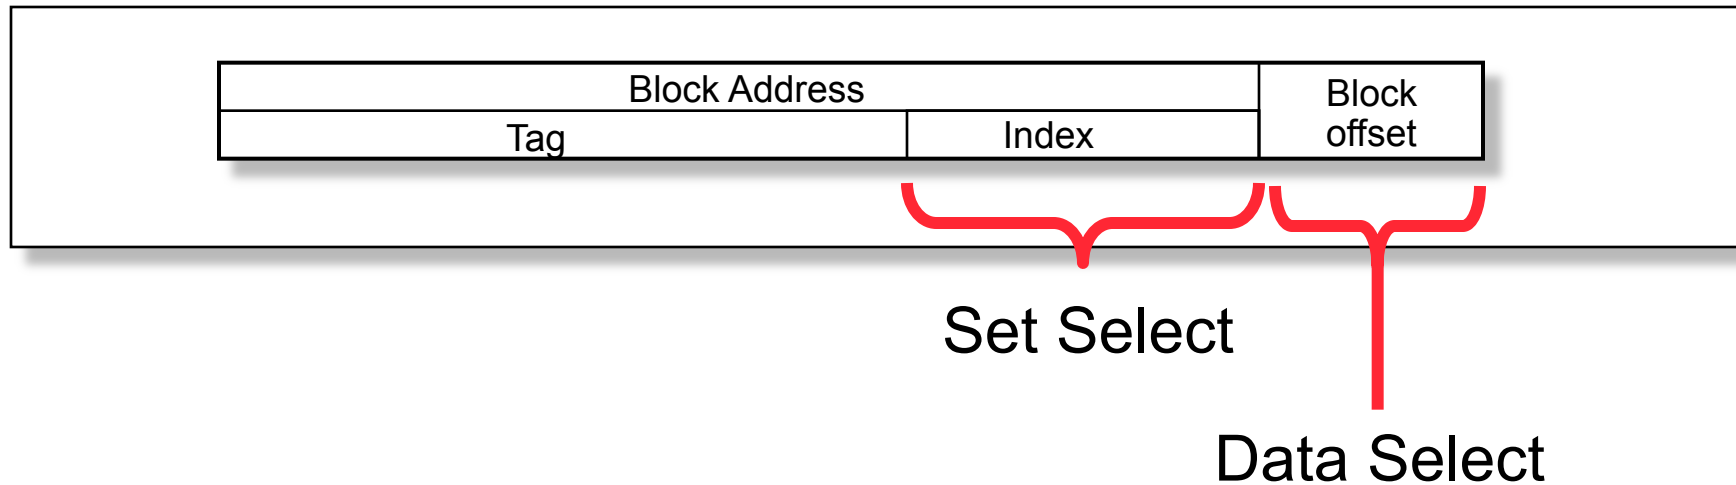 Block Address
Block
offset
Tag
Index
Set Select
Data Select